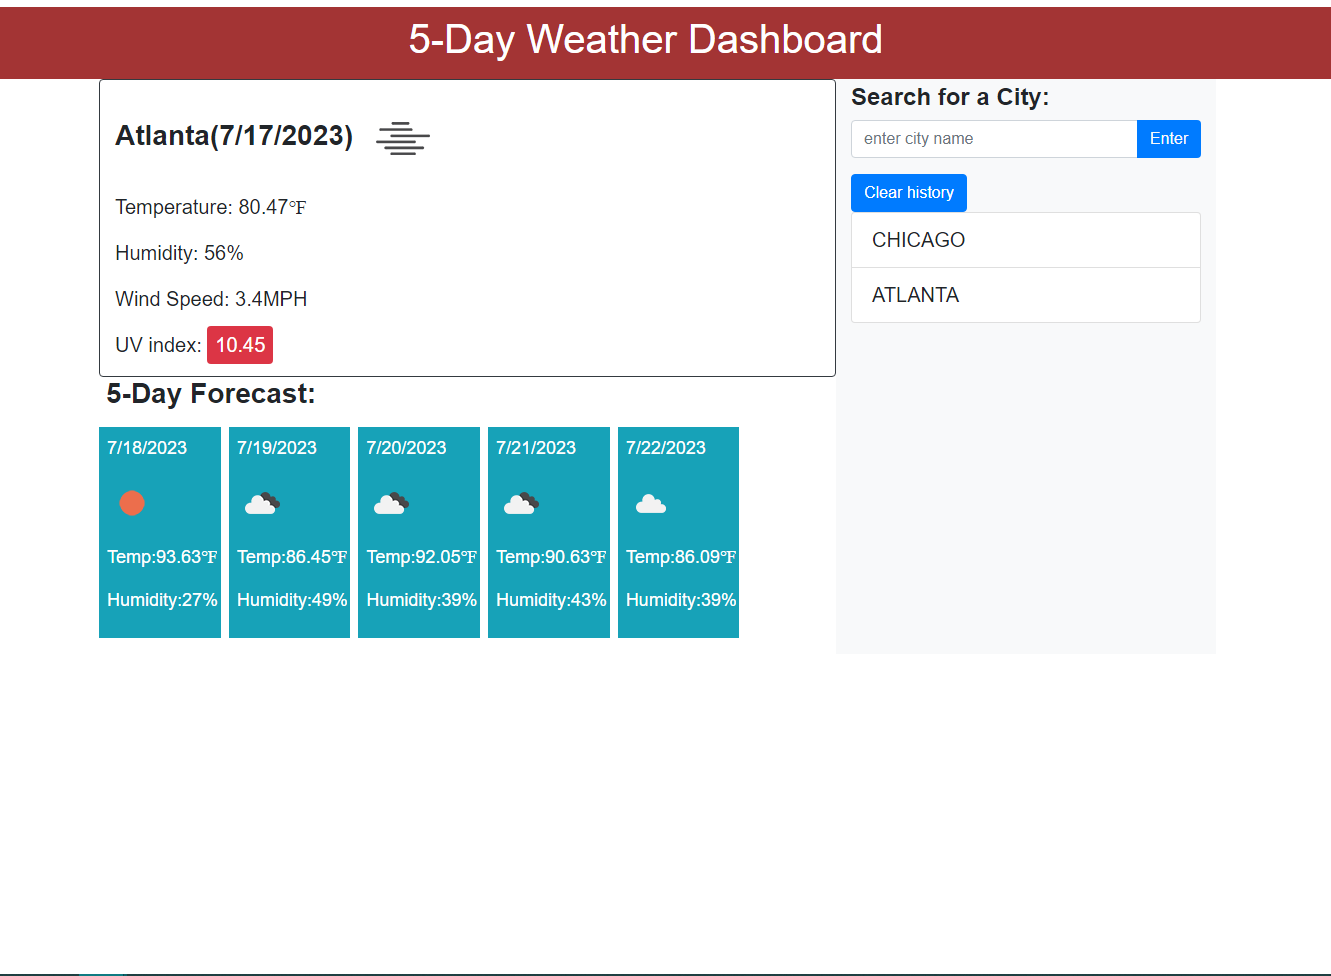 5-Day Weather Dashboard
Atlanta(7/17/2023)
Temperature: 80.47℉
Humidity: 56%
Wind Speed: 3.4MPH
UV index: 10.45
5-Day Forecast:
7/18/2023
Temp:93.63℉
Humidity:27%
7/19/2023
Temp:86.45℉
Humidity:49%
7/20/2023
Temp:92.05℉
Humidity:39%
7/21/2023
Temp:90.63℉
Humidity:43%
7/22/2023
Temp:86.09℉
Humidity:39%
Search for a City:
enter city name
Enter
Clear history
CHICAGO
ATLANTA